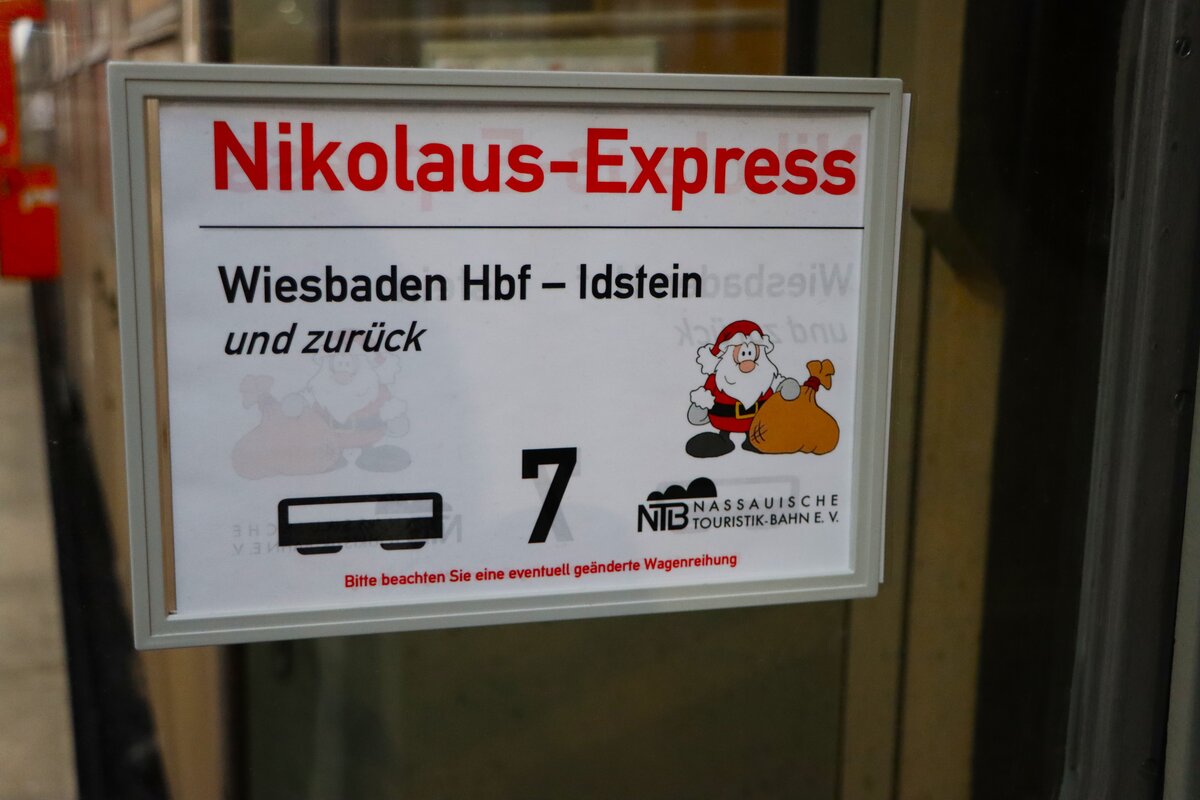 Nikolaus-Express
Wiesbaden Hbf – Idstein
und zurück
7
NTB NASSAUISCHE
TOURISTIK-BAHN E. V.
Bitte beachten Sie eine eventuell geänderte Wagenreihung